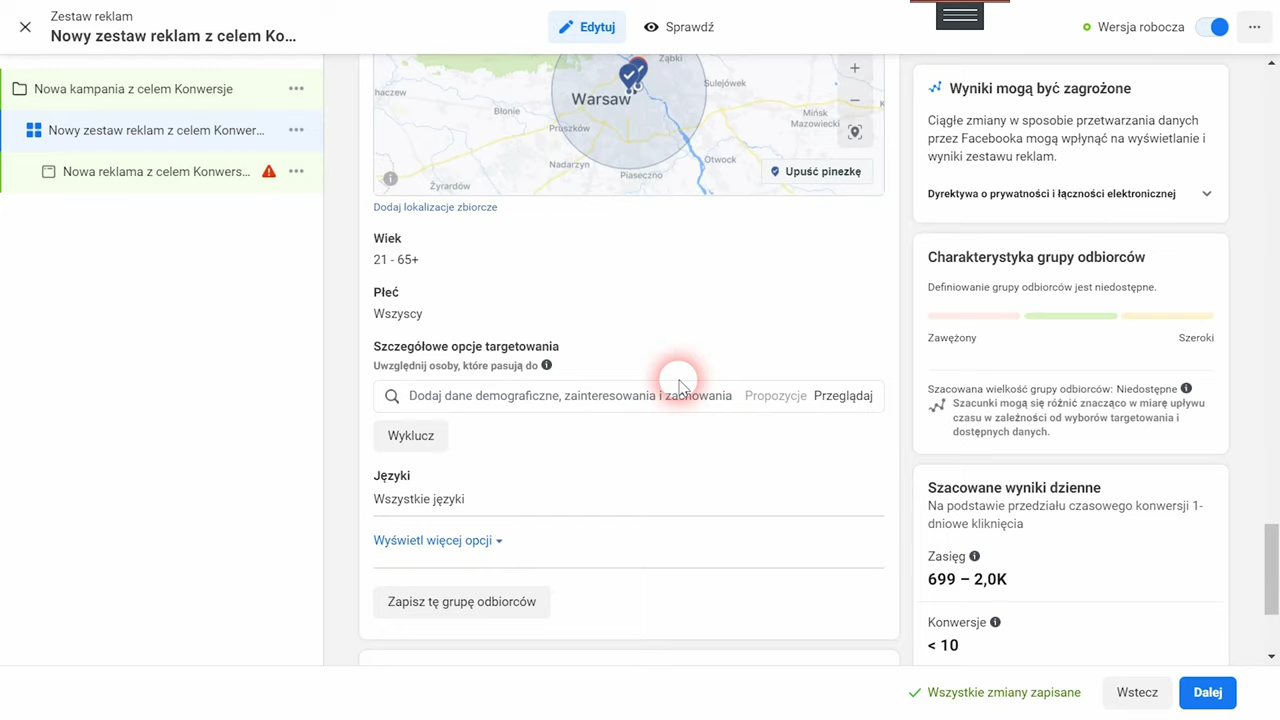 Zestaw reklam
Nowy zestaw reklam z celem Ko...
Edytuj
Sprawdź
Wersja robocza
Nowa kampania z celem Konwersje
Nowy zestaw reklam z celem Konwer...
Nowa reklama z celem Konwers...
Ząbki
Sulejówek
haczew
Warsaw
Błonie
Pruszków
Mińsk
Mazowiecki
Nadarzyn
Otwock
Piaseczno
Żyrardów
Upuść pinezkę
Dodaj lokalizacje zbiorcze
Wiek
21 - 65+
Płeć
Wszyscy
Szczegółowe opcje targetowania
Uwzględnij osoby, które pasują do
Dodaj dane demograficzne, zainteresowania i zachowania
Propozycje
Przeglądaj
Wyklucz
Języki
Wszystkie języki
Wyświetl więcej opcji
Zapisz tę grupę odbiorców
Wyniki mogą być zagrożone
Ciągłe zmiany w sposobie przetwarzania danych
przez Facebooka mogą wpłynąć na wyświetlanie i
wyniki zestawu reklam.
Dyrektywa o prywatności i łączności elektronicznej
Charakterystyka grupy odbiorców
Definiowanie grupy odbiorców jest niedostępne.
Zawężony
Szeroki
Szacowana wielkość grupy odbiorców: Niedostępne
Szacunki mogą się różnić znacząco w miarę upływu
czasu w zależności od wyborów targetowania i
dostępnych danych.
Szacowane wyniki dzienne
Na podstawie przedziału czasowego konwersji 1-
dniowe kliknięcia
Zasięg
699 – 2,0K
Konwersje
< 10
Wszystkie zmiany zapisane
Wstecz
Dalej